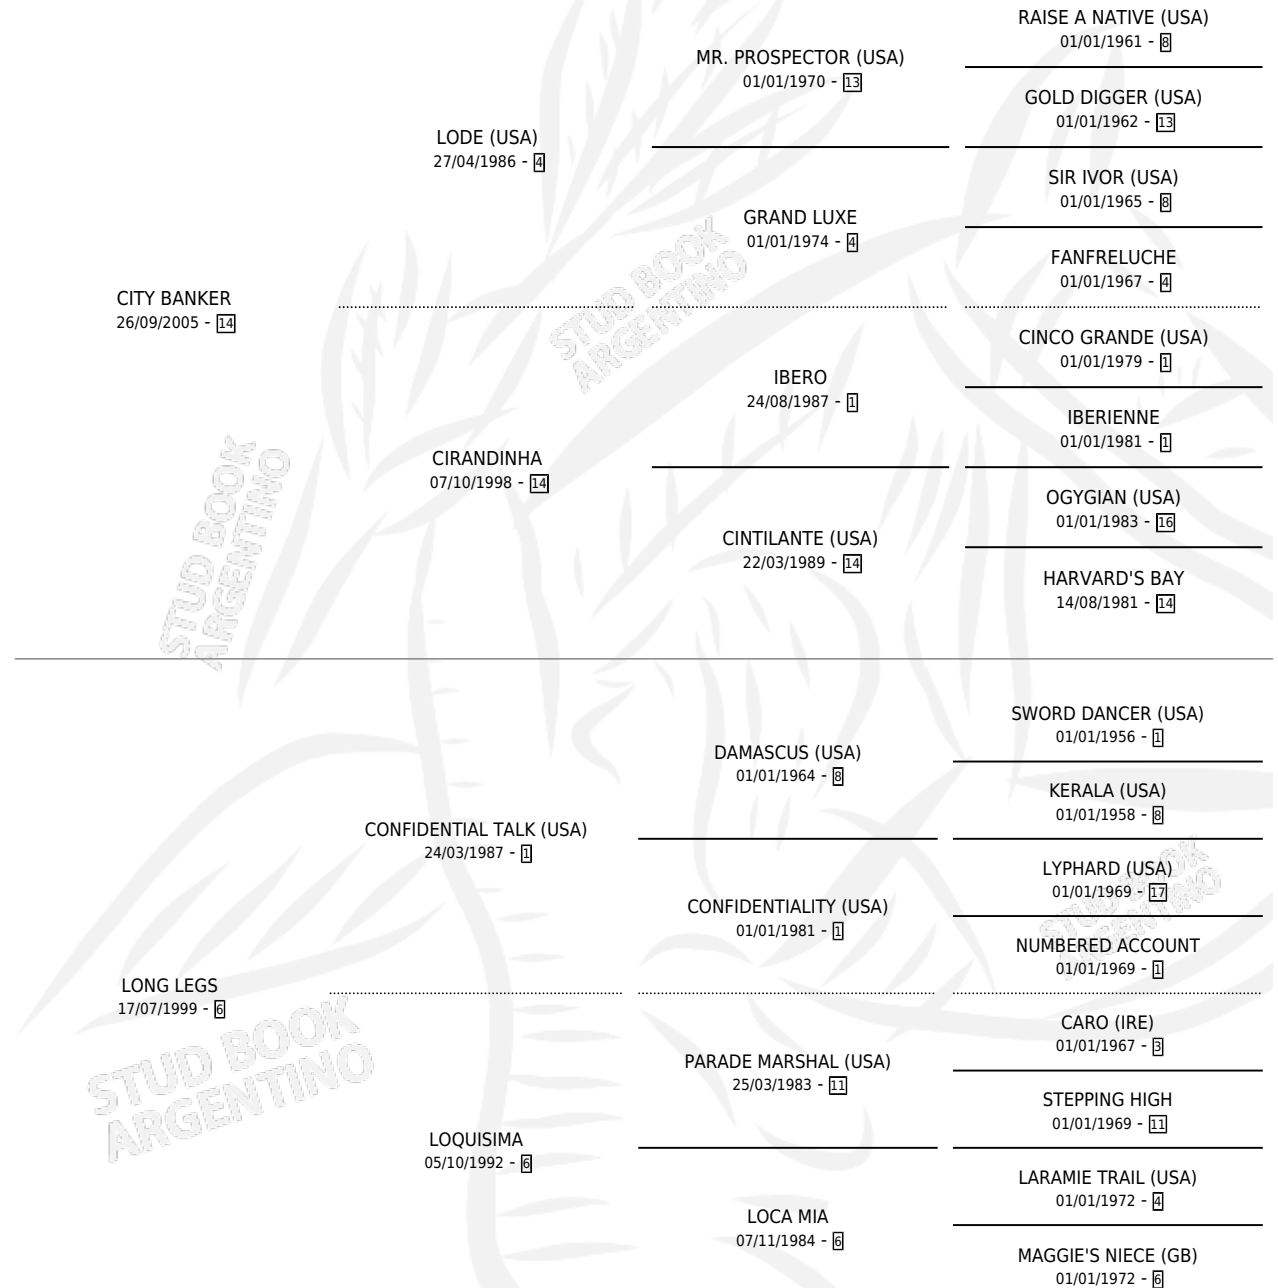 RAISE A NATIVE (USA)
01/01/1961 - 8
MR. PROSPECTOR (USA)
01/01/1970 - 13
GOLD DIGGER (USA)
01/01/1962 - 13
LODE (USA)
27/04/1986 - 4
SIR IVOR (USA)
01/01/1965 - 8
GRAND LUXE
01/01/1974 - 4
FANFRELUCHE
01/01/1967 - 4
STUD BOOK
ARGENTINO
CITY BANKER
26/09/2005 - 14
CINCO GRANDE (USA)
01/01/1979 - 1
IBERO
24/08/1987 - 1
IBERIENNE
01/01/1981 - 1
CIRANDINHA
07/10/1998 - 14
OGYGIAN (USA)
01/01/1983 - 16
CINTILANTE (USA)
22/03/1989 - 14
HARVARD'S BAY
14/08/1981 - 14
STUD BOOK
ARGENTINO
SWORD DANCER (USA)
01/01/1956 - 1
DAMASCUS (USA)
01/01/1964 - 8
KERALA (USA)
01/01/1958 - 8
CONFIDENTIAL TALK (USA)
24/03/1987 - 1
LYPHARD (USA)
01/01/1969 - 17
CONFIDENTIALITY (USA)
01/01/1981 - 1
NUMBERED ACCOUNT
01/01/1969 - 1
STUD BOOK
ARGENTINO
LONG LEGS
17/07/1999 - 6
CARO (IRE)
01/01/1967 - 3
PARADE MARSHAL (USA)
25/03/1983 - 11
STEPPING HIGH
01/01/1969 - 11
STUD BOOK
ARGENTINO
LOQUISIMA
05/10/1992 - 6
LARAMIE TRAIL (USA)
01/01/1972 - 4
LOCA MIA
07/11/1984 - 6
MAGGIE'S NIECE (GB)
01/01/1972 - 6